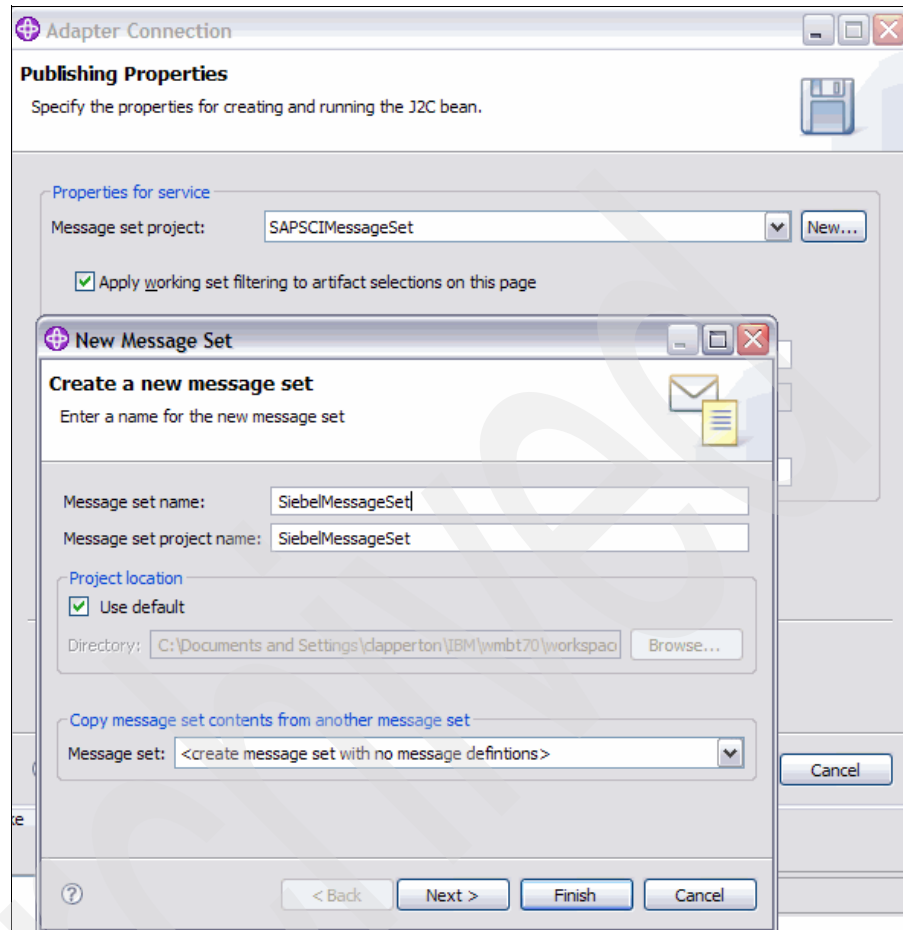 Adapter Connection
Publishing Properties
Specify the properties for creating and running the J2C bean.
Properties for service
Message set project: SAPSCIMessageSet New...
Apply working set filtering to artifact selections on this page
New Message Set
Create a new message set
Enter a name for the new message set
Message set name: SiebelMessageSet
Message set project name: SiebelMessageSet
Project location
Use default
Directory: C:\Documents and Settings\clapperton\IBM\wmbt70\workspac Browse...
Copy message set contents from another message set
Message set: <create message set with no message defintions>
Cancel
? < Back Next > Finish Cancel